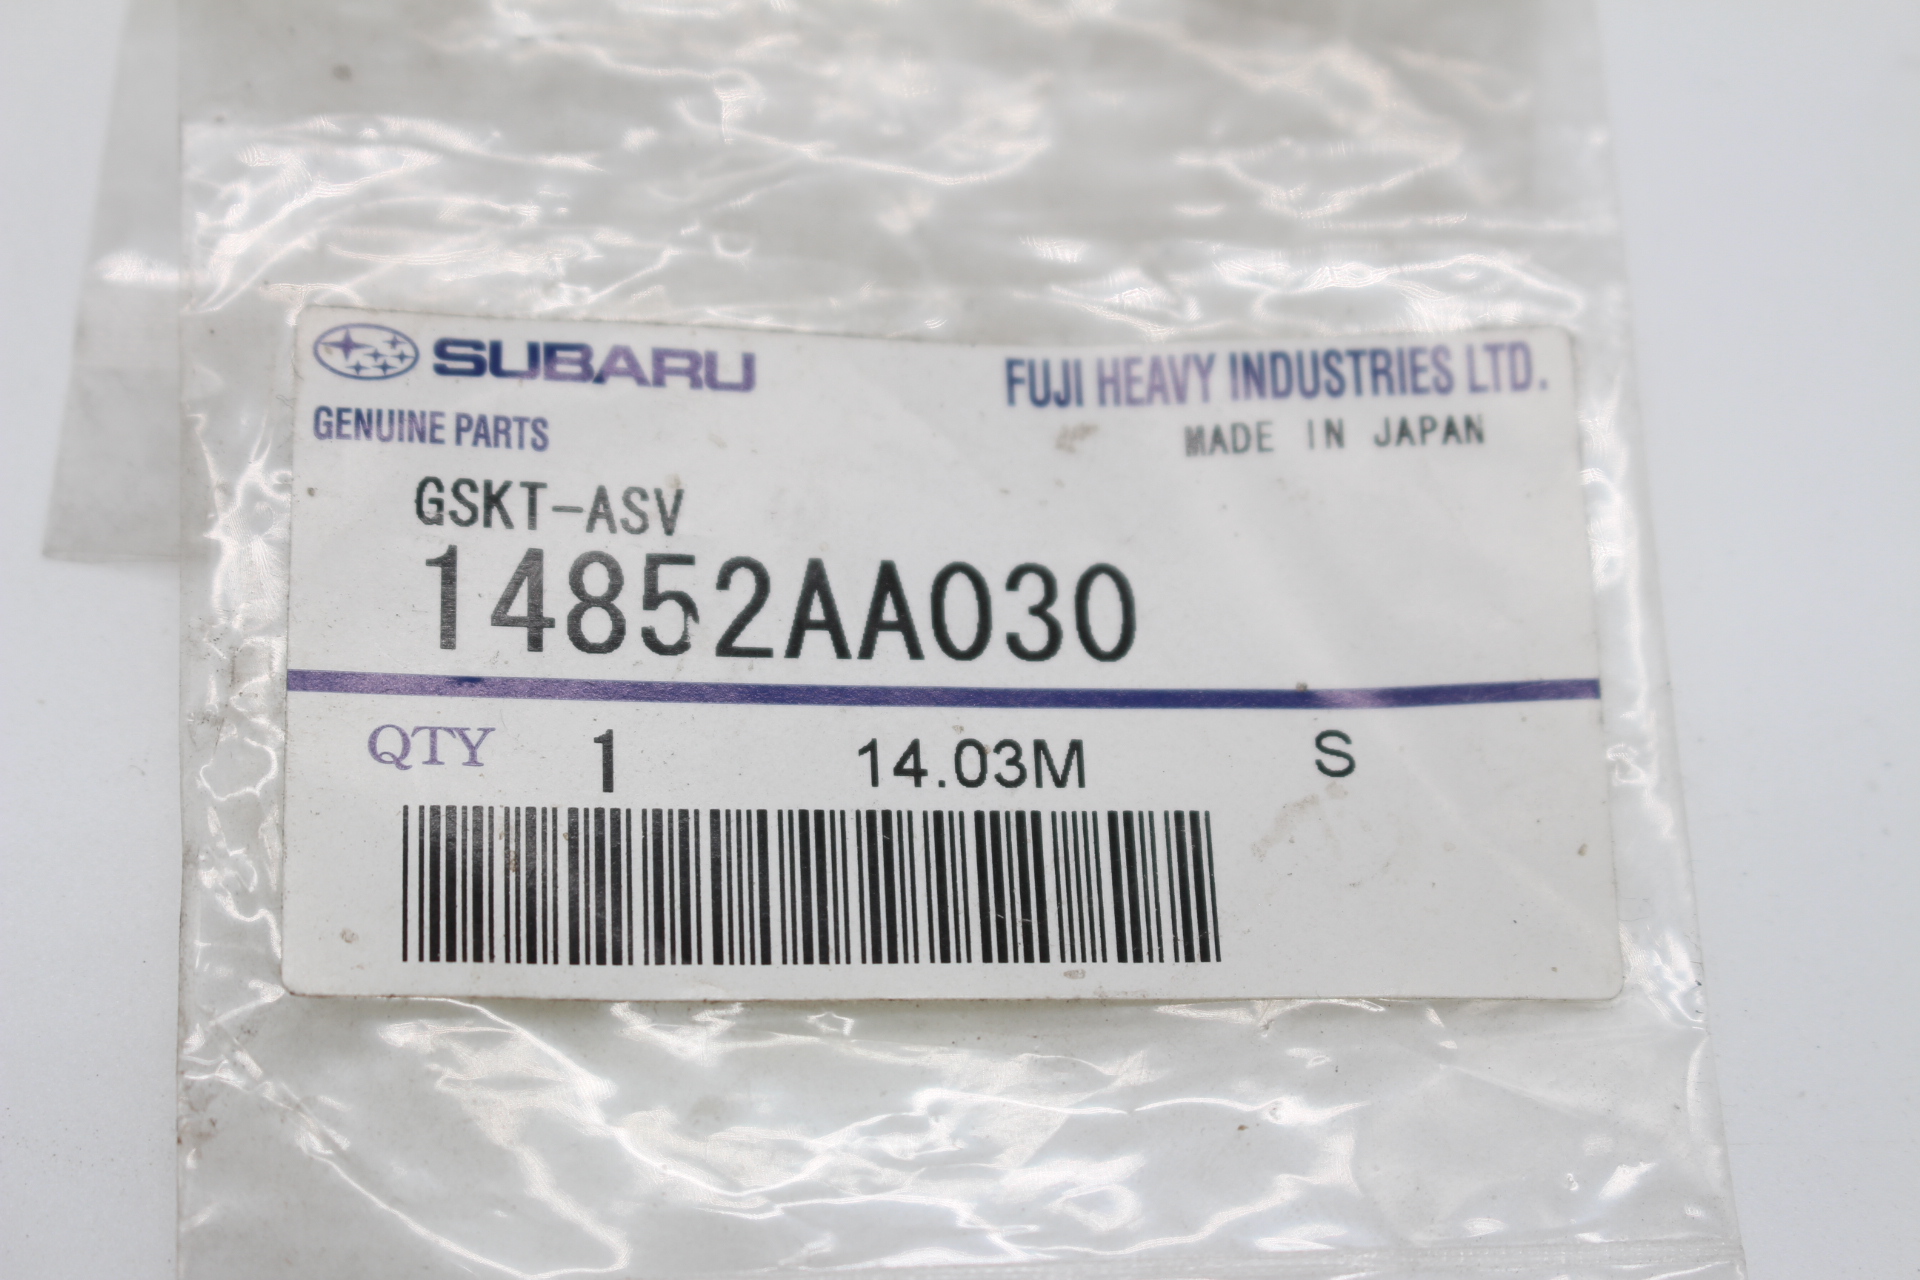 SUBARU
FUJI HEAVY INDUSTRIES LTD.
GENUINE PARTS
MADE IN JAPAN
GSKT-ASV
14852AA030
QTY 1 14.03M S